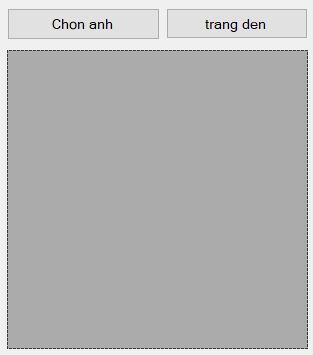 Chon anh
trang den